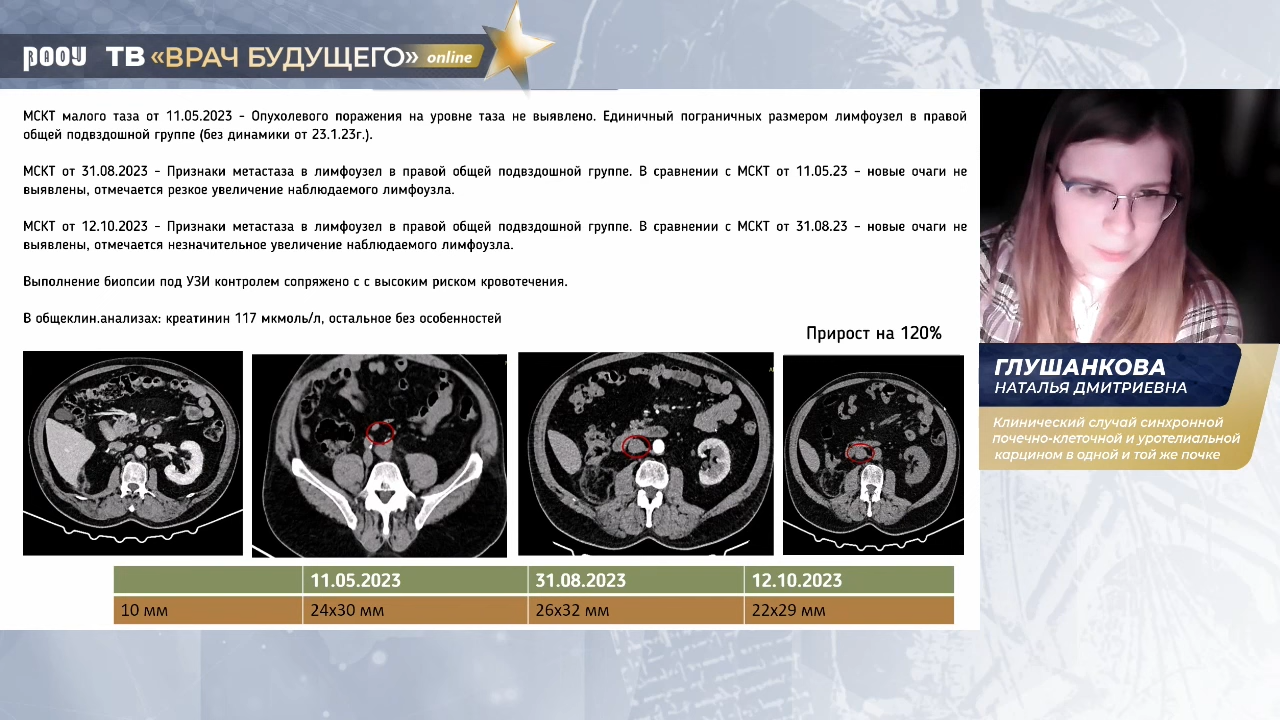 РООУ ТВ «ВРАЧ БУДУЩЕГО» online
МСКТ малого таза от 11.05.2023 - Опухолевого поражения на уровне таза не выявлено. Единичный пограничных размером лимфоузел в правой
общей подвздошной группе (без динамики от 23.1.23г.).
МСКТ от 31.08.2023 - Признаки метастаза в лимфоузел в правой общей подвздошной группе. В сравнении с МСКТ от 11.05.23 – новые очаги не
выявлены, отмечается резкое увеличение наблюдаемого лимфоузла.
МСКТ от 12.10.2023 - Признаки метастаза в лимфоузел в правой общей подвздошной группе. В сравнении с МСКТ от 31.08.23 – новые очаги не
выявлены, отмечается незначительное увеличение наблюдаемого лимфоузла.
Выполнение биопсии под УЗИ контролем сопряжено с с высоким риском кровотечения.
В общеклин.анализах: креатинин 117 мкмоль/л, остальное без особенностей
Прирост на 120%
ГЛУШАНКОВА
НАТАЛЬЯ ДМИТРИЕВНА
Клинический случай синхронной
почечно-клеточной и уротелиальной
карцином в одной и той же почке
11.05.2023 31.08.2023 12.10.2023
10 мм 24х30 мм 26х32 мм 22х29 мм